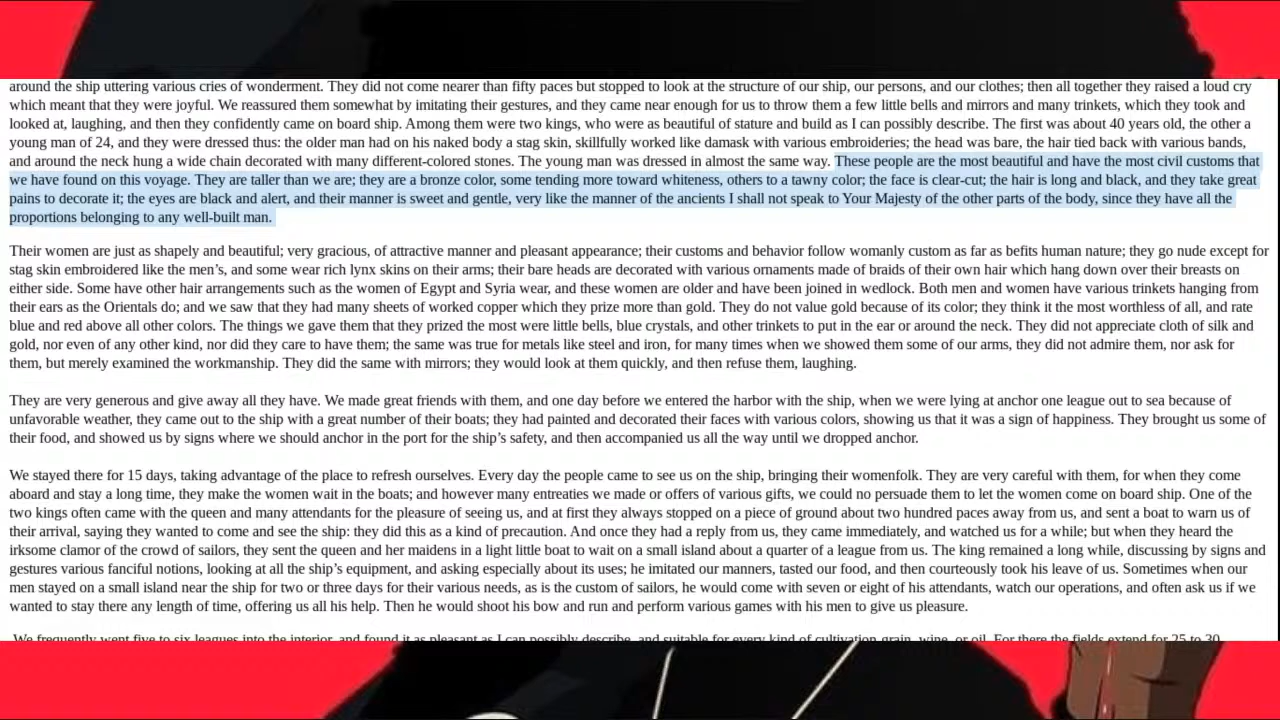 around the ship uttering various cries of wonderment. They did not come nearer than fifty paces but stopped to look at the structure of our ship, our persons, and our clothes; then all together they raised a loud cry
which meant that they were joyful. We reassured them somewhat by imitating their gestures, and they came near enough for us to throw them a few little bells and mirrors and many trinkets, which they took and
looked at, laughing, and then they confidently came on board ship. Among them were two kings, who were as beautiful of stature and build as I can possibly describe. The first was about 40 years old, the other a
young man of 24, and they were dressed thus: the older man had on his naked body a stag skin, skillfully worked like damask with various embroideries; the head was bare, the hair tied back with various bands,
and around the neck hung a wide chain decorated with many different-colored stones. The young man was dressed in almost the same way. These people are the most beautiful and have the most civil customs that
we have found on this voyage. They are taller than we are; they are a bronze color, some tending more toward whiteness, others to a tawny color; the face is clear-cut; the hair is long and black, and they take great
pains to decorate it; the eyes are black and alert, and their manner is sweet and gentle, very like the manner of the ancients I shall not speak to Your Majesty of the other parts of the body, since they have all the
proportions belonging to any well-built man.
Their women are just as shapely and beautiful; very gracious, of attractive manner and pleasant appearance; their customs and behavior follow womanly custom as far as befits human nature; they go nude except for
stag skin embroidered like the men's, and some wear rich lynx skins on their arms; their bare heads are decorated with various ornaments made of braids of their own hair which hang down over their breasts on
either side. Some have other hair arrangements such as the women of Egypt and Syria wear, and these women are older and have been joined in wedlock. Both men and women have various trinkets hanging from
their ears as the Orientals do; and we saw that they had many sheets of worked copper which they prize more than gold. They do not value gold because of its color; they think it the most worthless of all, and rate
blue and red above all other colors. The things we gave them that they prized the most were little bells, blue crystals, and other trinkets to put in the ear or around the neck. They did not appreciate cloth of silk and
gold, nor even of any other kind, nor did they care to have them; the same was true for metals like steel and iron, for many times when we showed them some of our arms, they did not admire them, nor ask for
them, but merely examined the workmanship. They did the same with mirrors; they would look at them quickly, and then refuse them, laughing.
They are very generous and give away all they have. We made great friends with them, and one day before we entered the harbor with the ship, when we were lying at anchor one league out to sea because of
unfavorable weather, they came out to the ship with a great number of their boats; they had painted and decorated their faces with various colors, showing us that it was a sign of happiness. They brought us some of
their food, and showed us by signs where we should anchor in the port for the ship's safety, and then accompanied us all the way until we dropped anchor.
We stayed there for 15 days, taking advantage of the place to refresh ourselves. Every day the people came to see us on the ship, bringing their womenfolk. They are very careful with them, for when they come
aboard and stay a long time, they make the women wait in the boats; and however many entreaties we made or offers of various gifts, we could no persuade them to let the women come on board ship. One of the
two kings often came with the queen and many attendants for the pleasure of seeing us, and at first they always stopped on a piece of ground about two hundred paces away from us, and sent a boat to warn us of
their arrival, saying they wanted to come and see the ship: they did this as a kind of precaution. And once they had a reply from us, they came immediately, and watched us for a while; but when they heard the
irksome clamor of the crowd of sailors, they sent the queen and her maidens in a light little boat to wait on a small island about a quarter of a league from us. The king remained a long while, discussing by signs and
gestures various fanciful notions, looking at all the ship's equipment, and asking especially about its uses; he imitated our manners, tasted our food, and then courteously took his leave of us. Sometimes when our
men stayed on a small island near the ship for two or three days for their various needs, as is the custom of sailors, he would come with seven or eight of his attendants, watch our operations, and often ask us if we
wanted to stay there any length of time, offering us all his help. Then he would shoot his bow and run and perform various games with his men to give us pleasure.
We frequently went five to six leagues into the interior, and found it as pleasant as I can possibly describe, and suitable for every kind of cultivation-grain, wine, or oil. For there the fields extend for 25 to 30